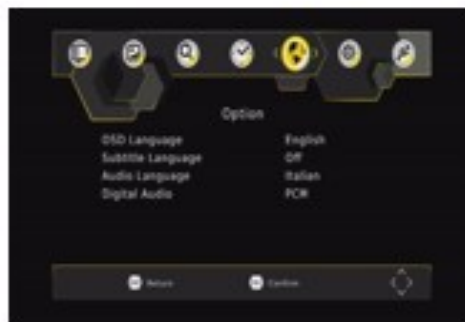 Option
OSD Language English
Subtitle Language Off
Audio Language Italian
Digital Audio PCM
Return Confirm